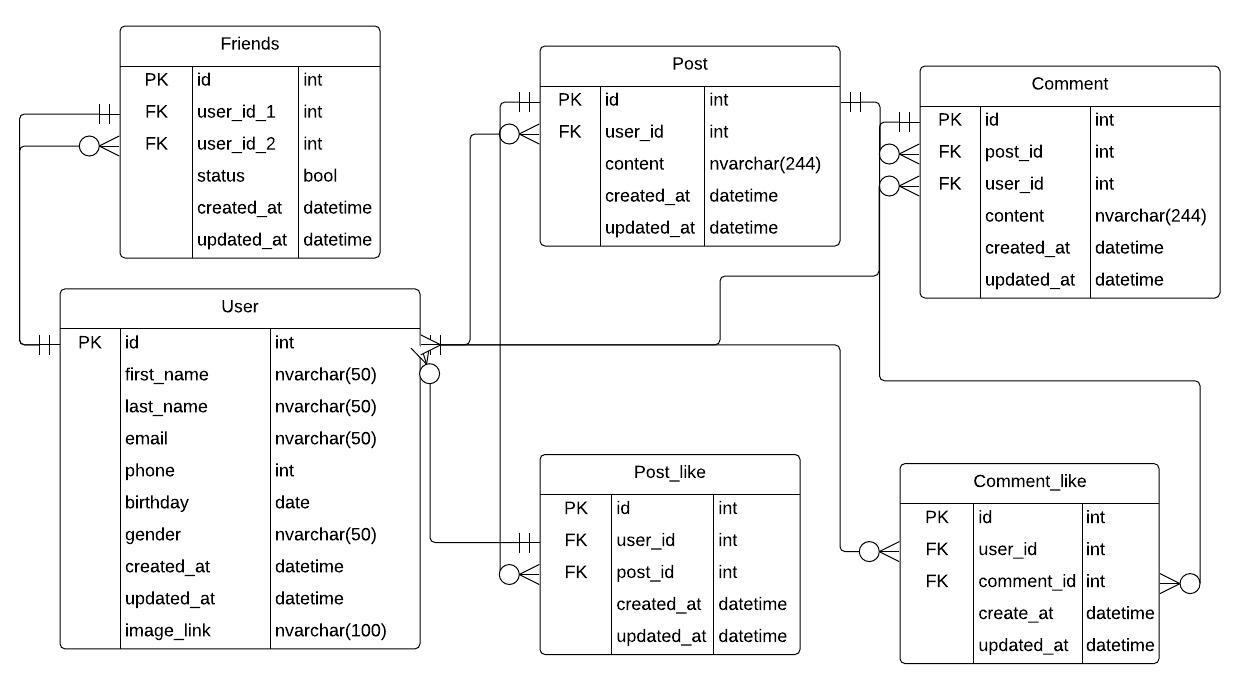 Friends
PK id int
FK user_id_1 int
FK user_id_2 int
status bool
created_at datetime
updated_at datetime
Post
PK id int
FK user_id int
content nvarchar(244)
created_at datetime
updated_at datetime
Comment
PK id int
FK post_id int
FK user_id int
content nvarchar(244)
created_at datetime
updated_at datetime
User
PK id int
first_name nvarchar(50)
last_name nvarchar(50)
email nvarchar(50)
phone int
birthday date
gender nvarchar(50)
created_at datetime
updated_at datetime
image_link nvarchar(100)
Post_like
PK id int
FK user_id int
FK post_id int
created_at datetime
updated_at datetime
Comment_like
PK id int
FK user_id int
FK comment_id int
create_at datetime
updated_at datetime